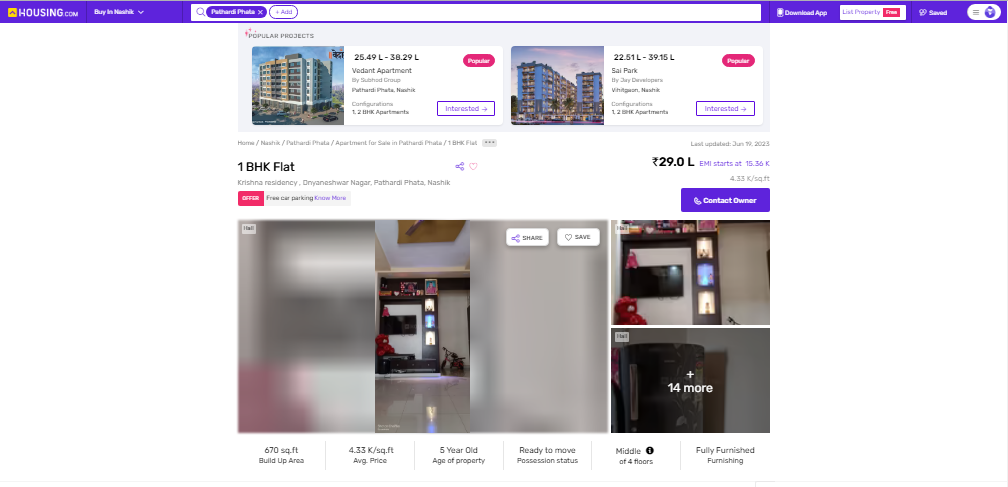 HOUSING.COM
Buy in Nashik
Pathardi Phata ×
+ Add
Download App
List Property Free
Saved
POPULAR PROJECTS
25.49 L - 38.29 L
Popular
Vedant Apartment
By Subhod Group
Pathardi Phata, Nashik
Configurations
1, 2 BHK Apartments
Interested →
22.51 L - 39.15 L
Popular
Sai Park
By Jay Developers
Vihitgaon, Nashik
Configurations
1, 2 BHK Apartments
Interested →
Home / Nashik / Pathardi Phata / Apartment for Sale in Pathardi Phata / 1 BHK Flat
Last updated: Jun 19, 2023
1 BHK Flat
₹29.0 L EMI starts at 15.36 K
Krishna residency , Dnyaneshwar Nagar, Pathardi Phata, Nashik
4.33 K/sq.ft
OFFER Free car parking Know More
Contact Owner
Hall
SHARE
SAVE
Hall
Hall
+
14 more
670 sq.ft
Build Up Area
4.33 K/sq.ft
Avg. Price
5 Year Old
Age of property
Ready to move
Possession status
Middle
of 4 floors
Fully Furnished
Furnishing